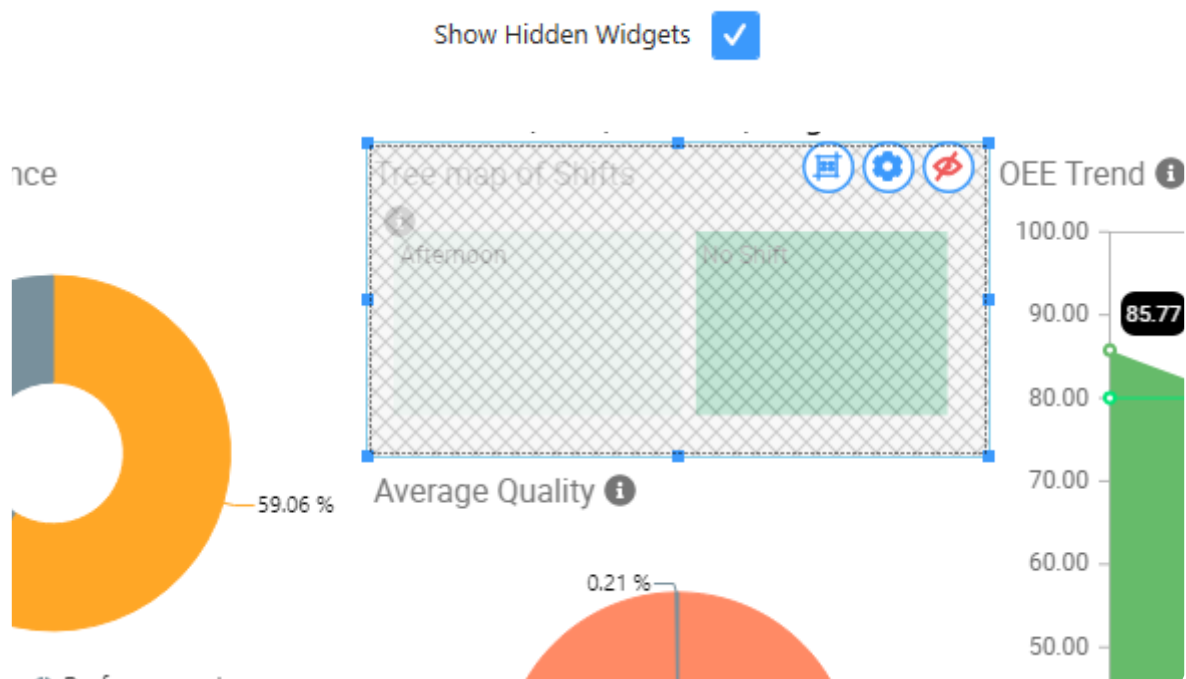 Show Hidden Widgets
nce
Tree map of Shifts
OEE Trend
Afternoon
No Shift
100.00
90.00
85.77
80.00
70.00
60.00
50.00
59.06 %
Average Quality
0.21 %